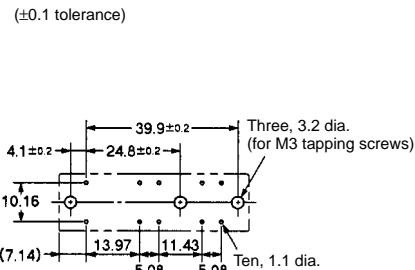 (±0.1 tolerance)
39.9±0.2
Three, 3.2 dia.
(for M3 tapping screws)
4.1±0.2
24.8±0.2
10.16
(7.14)
13.97
11.43
5.08
5.08
Ten, 1.1 dia.